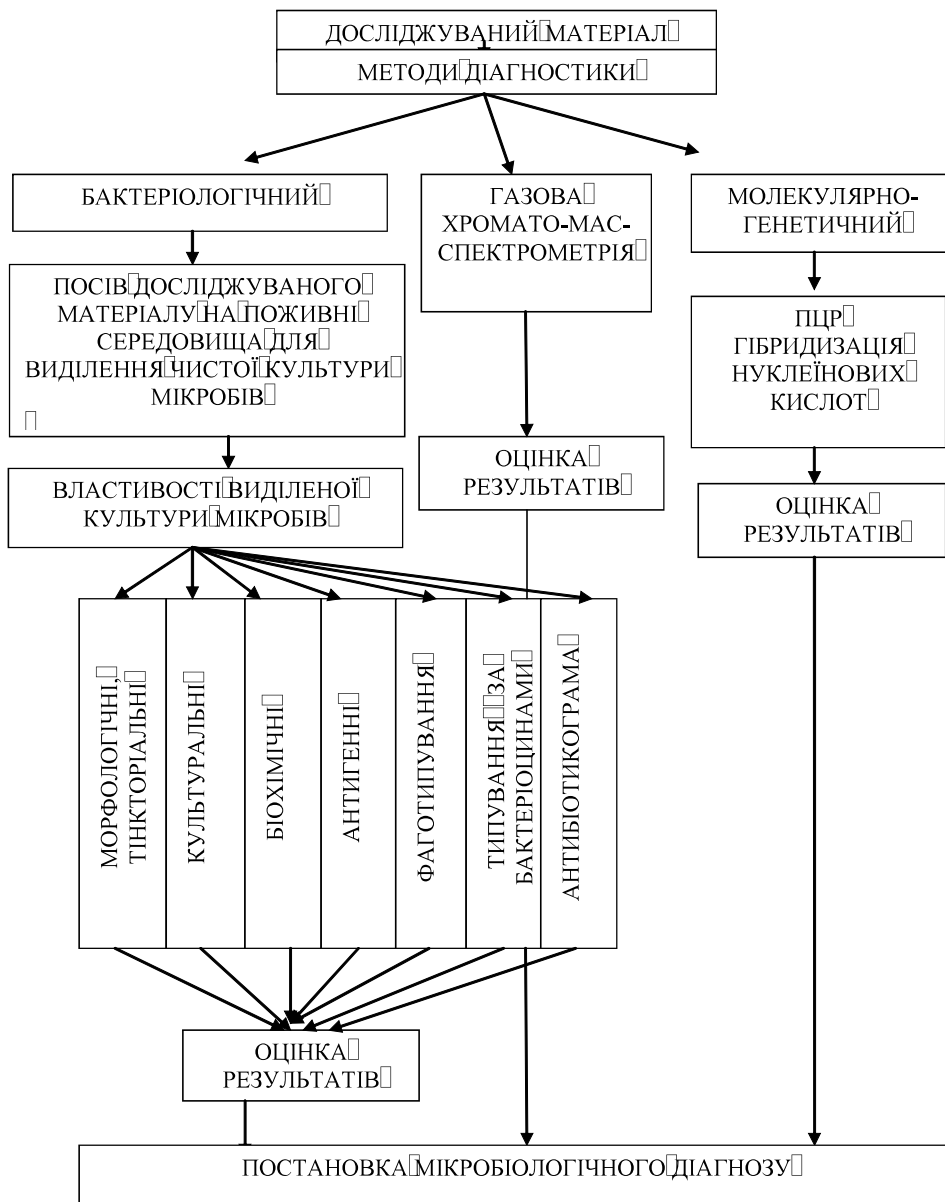 ДОСЛІДЖУВАНИЙ МАТЕРІАЛ
МЕТОДИ ДІАГНОСТИКИ
БАКТЕРІОЛОГІЧНИЙ
ГАЗОВА
ХРОМАТО-МАС-
СПЕКТРОМЕТРІЯ
МОЛЕКУЛЯРНО-
ГЕНЕТИЧНИЙ
ПОСІВ ДОСЛІДЖУВАНОГО
МАТЕРІАЛУ НА ПОЖИВНІ
СЕРЕДОВИЩА ДЛЯ
ВИДІЛЕННЯ ЧИСТОЇ КУЛЬТУРИ
МІКРОБІВ
ПЦР
ГІБРИДИЗАЦІЯ
НУКЛЕЇНОВИХ
КИСЛОТ
ОЦІНКА
РЕЗУЛЬТАТІВ
ВЛАСТИВОСТІ ВИДІЛЕНОЇ
КУЛЬТУРИ МІКРОБІВ
ОЦІНКА
РЕЗУЛЬТАТІВ
МОРФОЛОГІЧНІ,
ТІНКТОРІАЛЬНІ
КУЛЬТУРАЛЬНІ
БІОХІМІЧНІ
АНТИГЕННІ
ФАГОТИПУВАННЯ
ТИПУВАННЯ ЗА
БАКТЕРІОЦИНАМИ
АНТИБІОТИКОГРАМА
ОЦІНКА
РЕЗУЛЬТАТІВ
ПОСТАНОВКА МІКРОБІОЛОГІЧНОГО ДІАГНОЗУ